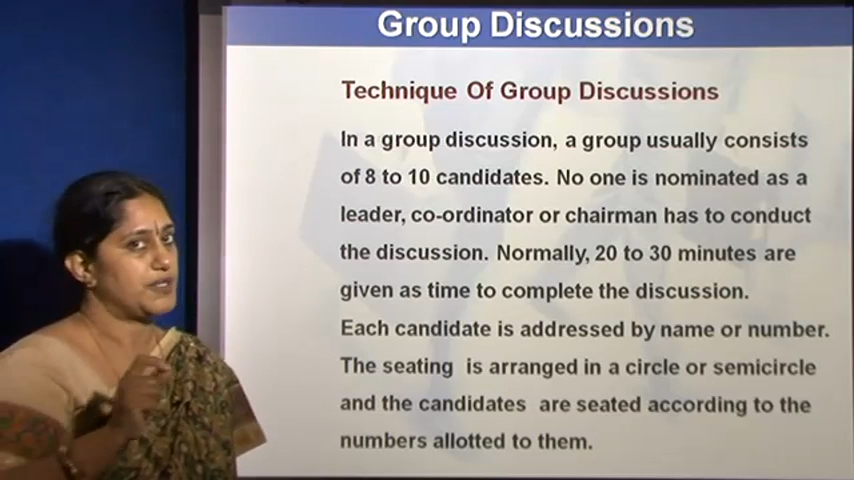 Group Discussions
Technique Of Group Discussions
In a group discussion, a group usually consists
of 8 to 10 candidates. No one is nominated as a
leader, co-ordinator or chairman has to conduct
the discussion. Normally, 20 to 30 minutes are
given as time to complete the discussion.
Each candidate is addressed by name or number.
The seating is arranged in a circle or semicircle
and the candidates are seated according to the
numbers allotted to them.